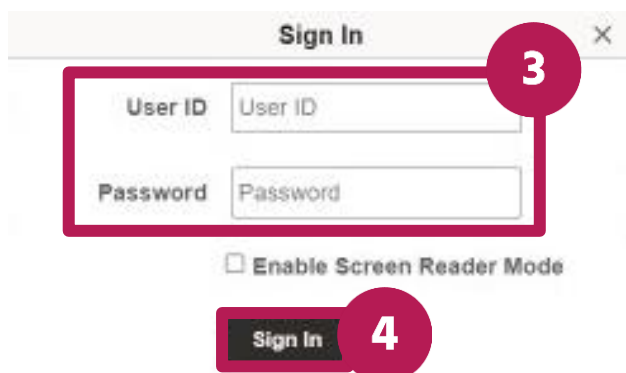 Sign In ×
3
User ID User ID
Password Password
Enable Screen Reader Mode
Sign In 4